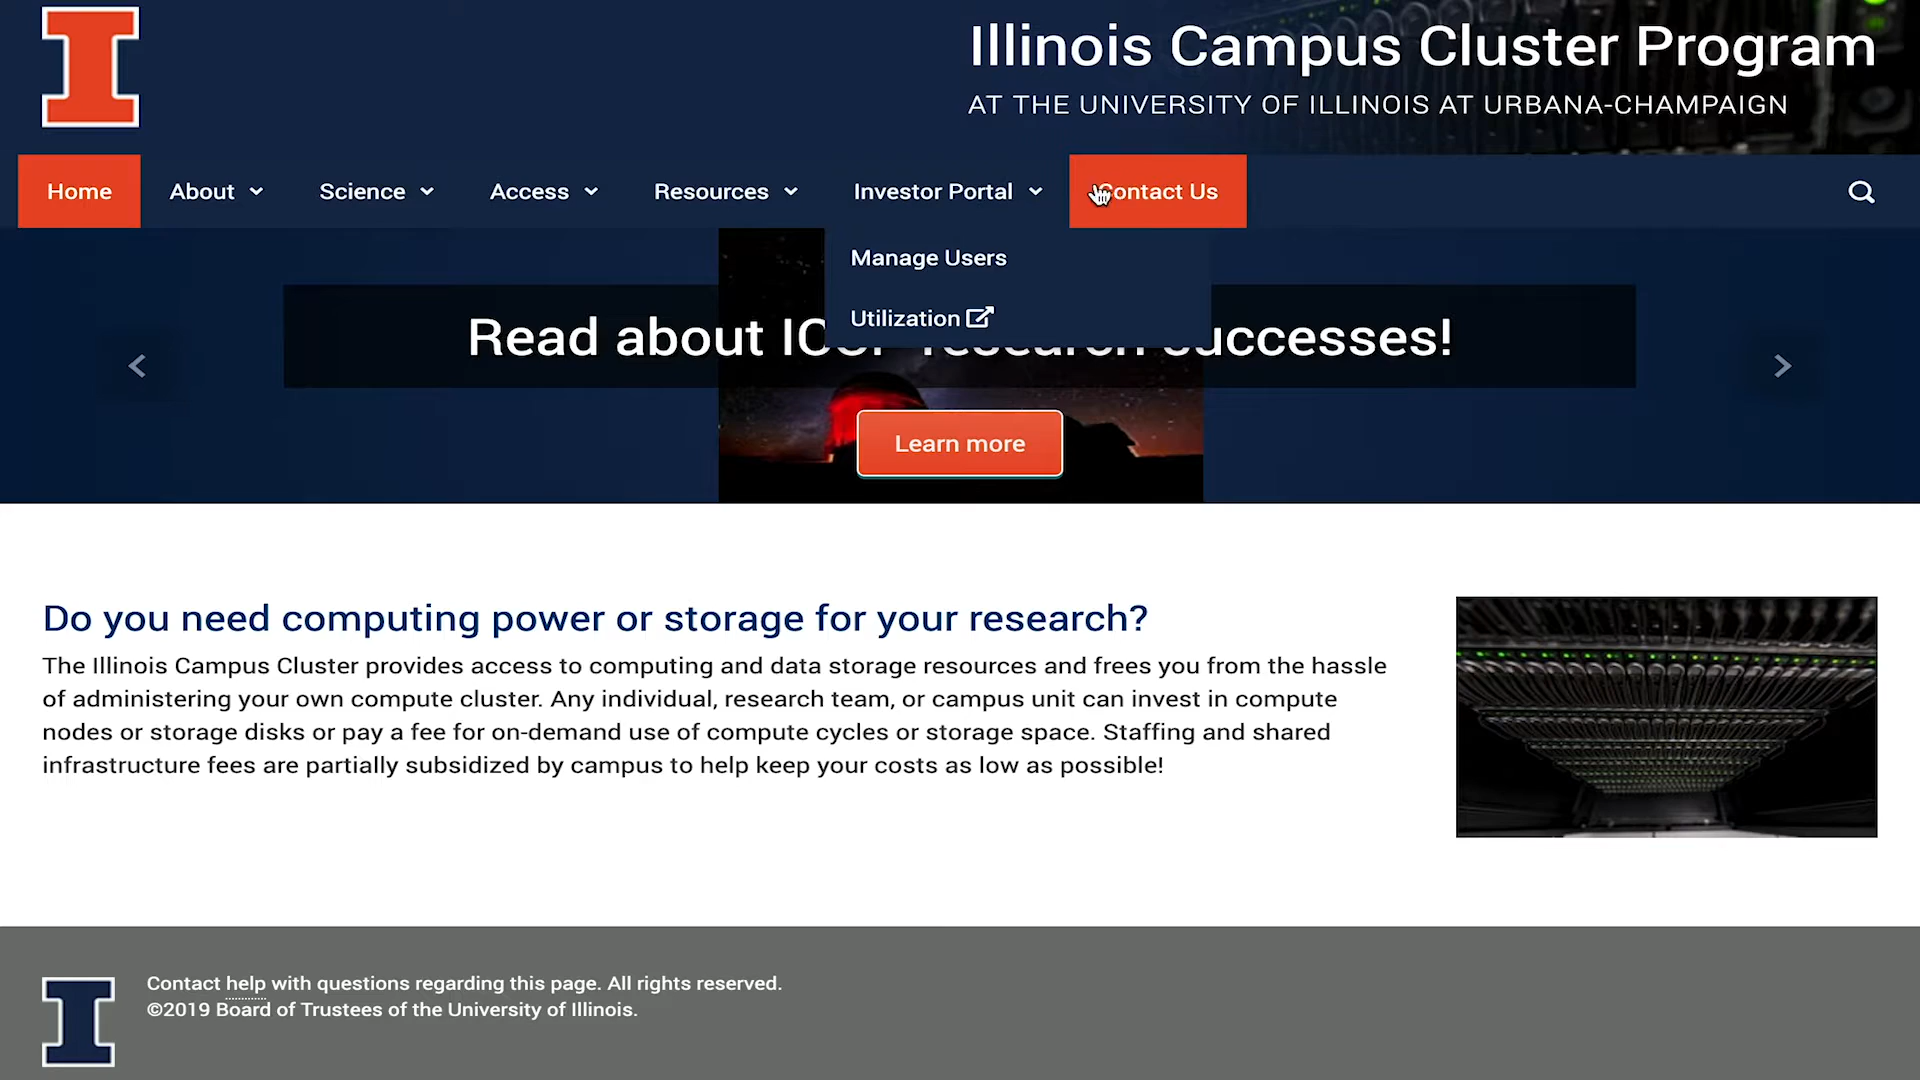 Illinois Campus Cluster Program
AT THE UNIVERSITY OF ILLINOIS AT URBANA-CHAMPAIGN
Home About Science Access Resources Investor Portal Contact Us
Manage Users
Utilization
Read about research successes!
Learn more
Do you need computing power or storage for your research?
The Illinois Campus Cluster provides access to computing and data storage resources and frees you from the hassle
of administering your own compute cluster. Any individual, research team, or campus unit can invest in compute
nodes or storage disks or pay a fee for on-demand use of compute cycles or storage space. Staffing and shared
infrastructure fees are partially subsidized by campus to help keep your costs as low as possible!
Contact help with questions regarding this page. All rights reserved.
©2019 Board of Trustees of the University of Illinois.